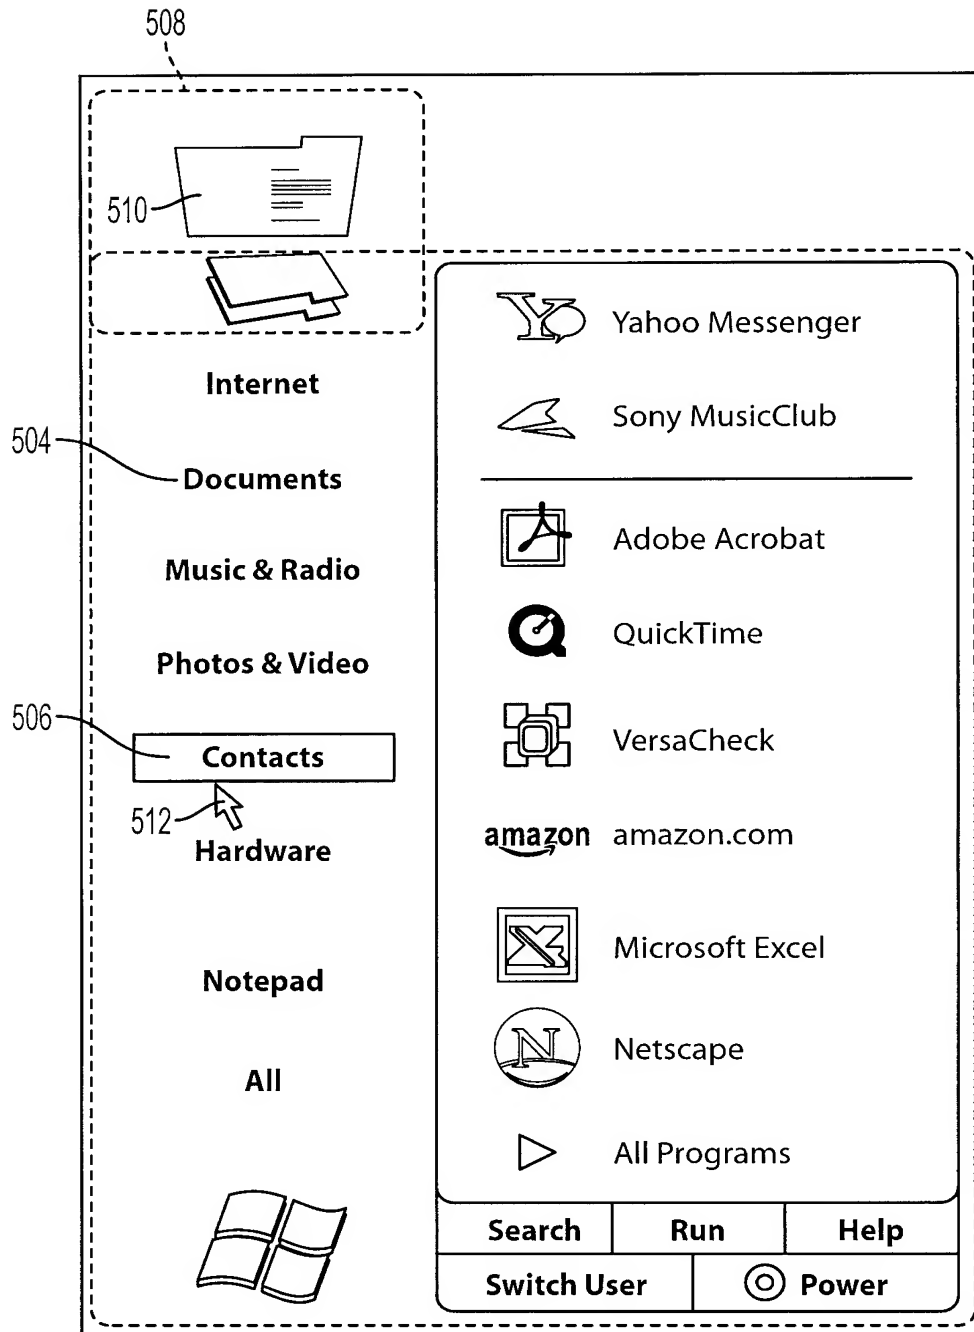 508
510
Internet
504
Documents
Music & Radio
Photos & Video
506
Contacts
512
Hardware
Notepad
All
Y Yahoo Messenger
Sony MusicClub
Adobe Acrobat
QuickTime
VersaCheck
amazon amazon.com
Microsoft Excel
N Netscape
All Programs
Search Run Help
Switch User Power